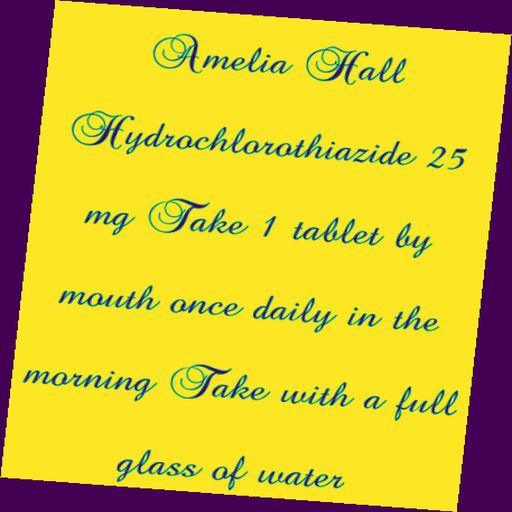 Amelia Hall
Hydrochlorothiazide 25
mg Take 1 tablet by
mouth once daily in the
morning Take with a full
glass of water